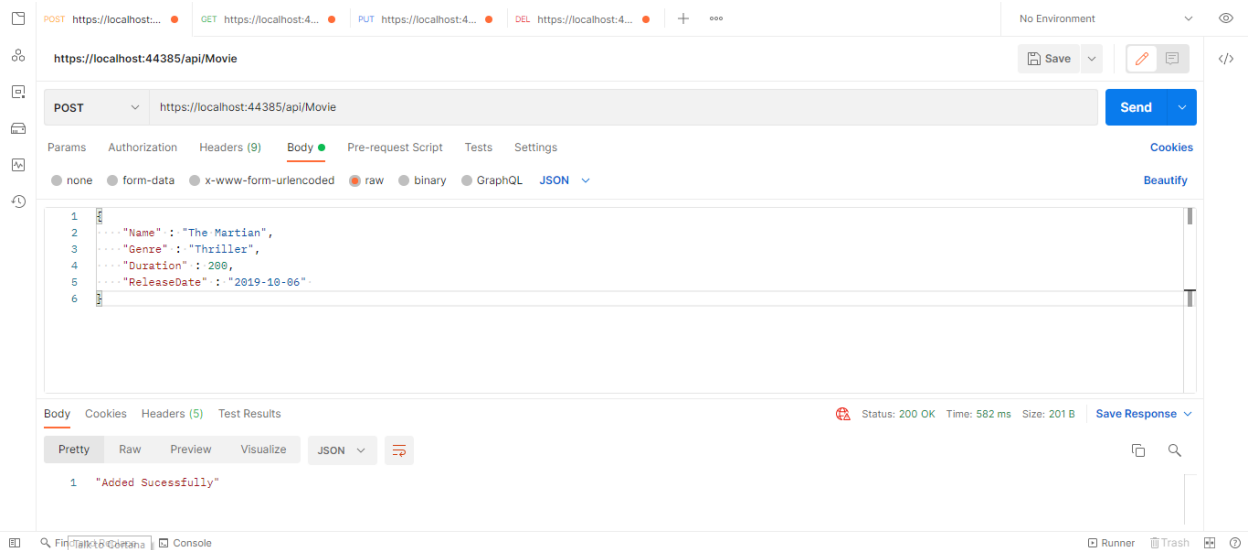 POST https://localhost:... GET https://localhost:4... PUT https://localhost:4... DEL https://localhost:4... No Environment
https://localhost:44385/api/Movie Save
POST https://localhost:44385/api/Movie Send
Params Authorization Headers (9) Body Pre-request Script Tests Settings Cookies
none form-data x-www-form-urlencoded raw binary GraphQL JSON Beautify
1 {
2 "Name" : "The Martian",
3 "Genre" : "Thriller",
4 "Duration" : 200,
5 "ReleaseDate" : "2019-10-06"
6 }
Body Cookies Headers (5) Test Results Status: 200 OK Time: 582 ms Size: 201 B Save Response
Pretty Raw Preview Visualize JSON
1 "Added Sucessfully"
Talk to Cortana Console Runner Trash